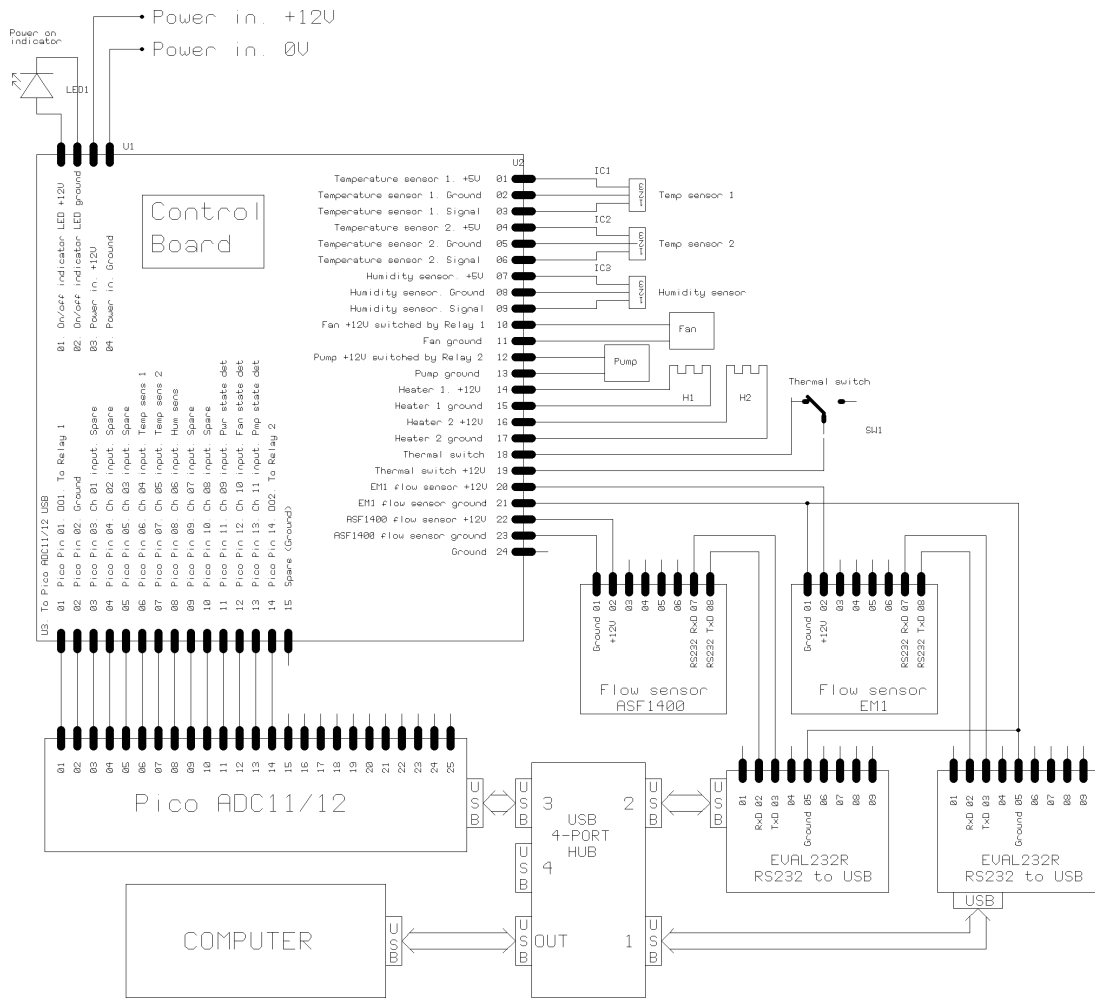 Power in. +12V
Power in. 0V
Power on
indicator
LED1
U1
01 On/off indicator LED +12V
02. On/off indicator LED ground
03. Power in. +12V
04. Power in. Ground
Control
Board
U2
Temperature sensor 1. +5V 01
Temperature sensor 1. Ground 02
Temperature sensor 1. Signal 03
Temperature sensor 2. +5V 04
Temperature sensor 2. Ground 05
Temperature sensor 2. Signal 06
Humidity sensor. +5V 07
Humidity sensor. Ground 08
Humidity sensor. Signal 09
Fan +12V switched by Relay 1 10
Fan ground 11
Pump +12V switched by Relay 2 12
Pump ground 13
Heater 1. +12V 14
Heater 1 ground 15
Heater 2 +12V 16
Heater 2 ground 17
Thermal switch 18
Thermal switch +12V 19
EM1 flow sensor +12V 20
EM1 flow sensor ground 21
ASF1400 flow sensor +12V 22
ASF1400 flow sensor ground 23
Ground 24
IC1
3 2 1
Temp sensor 1
IC2
3 2 1
Temp sensor 2
IC3
3 2 1
Humidity sensor
Fan
Pump
H1
H2
Thermal switch
SW1
U3. To Pico ADC11/12 USB
01 Pico Pin 01. DO1. To Relay 1
02 Pico Pin 02 Ground
03 Pico Pin 03. Ch 01 input. Spare
04 Pico Pin 04. Ch 02 input. Spare
05 Pico Pin 05. Ch 03 input. Spare
06 Pico Pin 06. Ch 04 input. Temp sens 1
07 Pico Pin 07. Ch 05 input. Temp sens 2
08 Pico Pin 08. Ch 06 input. Hum sens
09 Pico Pin 09. Ch 07 input. Spare
10 Pico Pin 10 Ch 08 input. Spare
11 Pico Pin 11 Ch 09 input. Pwr state det
12 Pico Pin 12. Ch 10 input. Fan state det
13 Pico Pin 13. Ch 11 input. Pmp state det
14 Pico Pin 14. DO2. To Relay 2
15 Spare (Ground)
Ground 01
+12V 02
03
04
05
06
RS232 RxD 07
RS232 TxD 08
Flow sensor
ASF1400
Ground 01
+12V 02
03
04
05
06
RS232 RxD 07
RS232 TxD 08
Flow sensor
EM1
01 02 03 04 05 06 07 08 09 10 11 12 13 14 15 16 17 18 19 20 21 22 23 24 25
Pico ADC11/12
USB
USB
3
USB
4
USB
OUT
USB
4-PORT
HUB
2
USB
1
USB
USB
01
RxD 02
TxD 03
04
Ground 05
06
07
08
09
EVAL232R
RS232 to USB
01
RxD 02
TxD 03
04
Ground 05
06
07
08
09
EVAL232R
RS232 to USB
USB
COMPUTER
USB